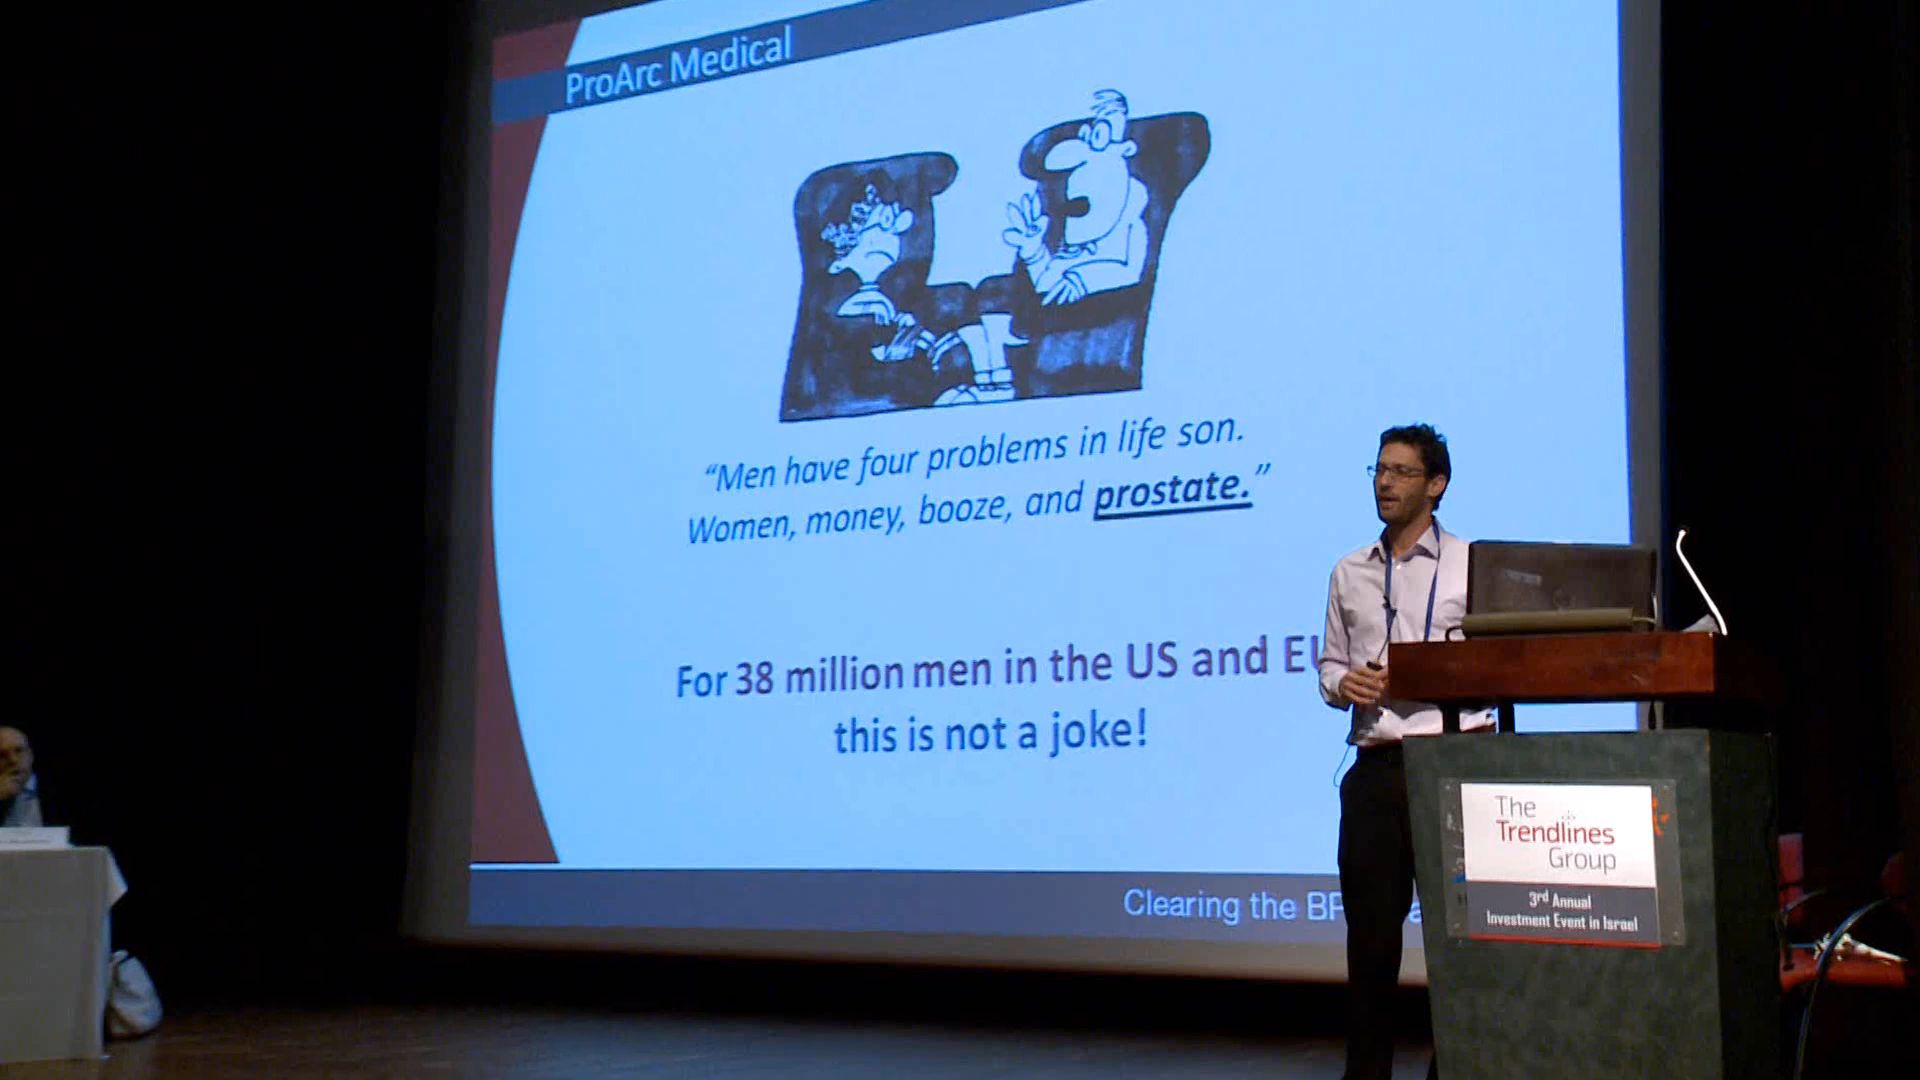 ProArc Medical
“Men have four problems in life son.
Women, money, booze, and prostate.”
For 38 million men in the US and EU
this is not a joke!
Clearing the
The
Trendlines
Group
3rd Annual
Investment Event in Israel